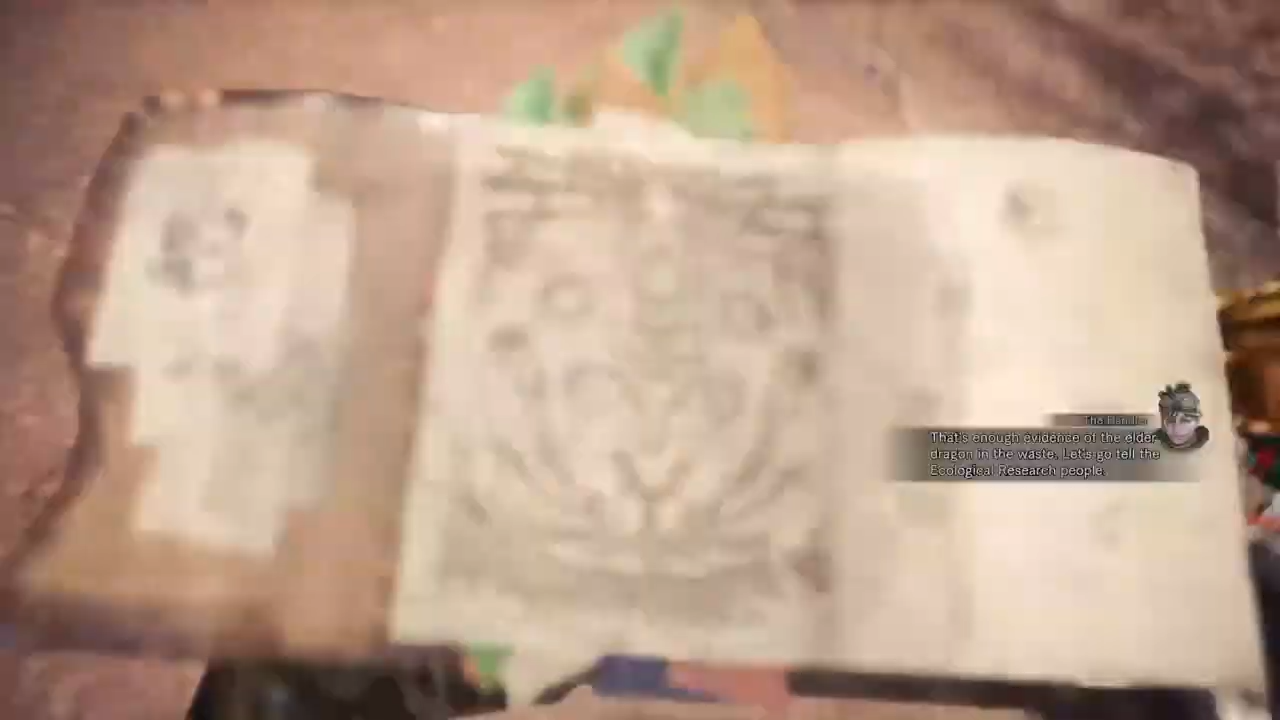 The Handler
That's enough evidence of the elder
dragon in the waste. Let's go tell the
Ecological Research people.